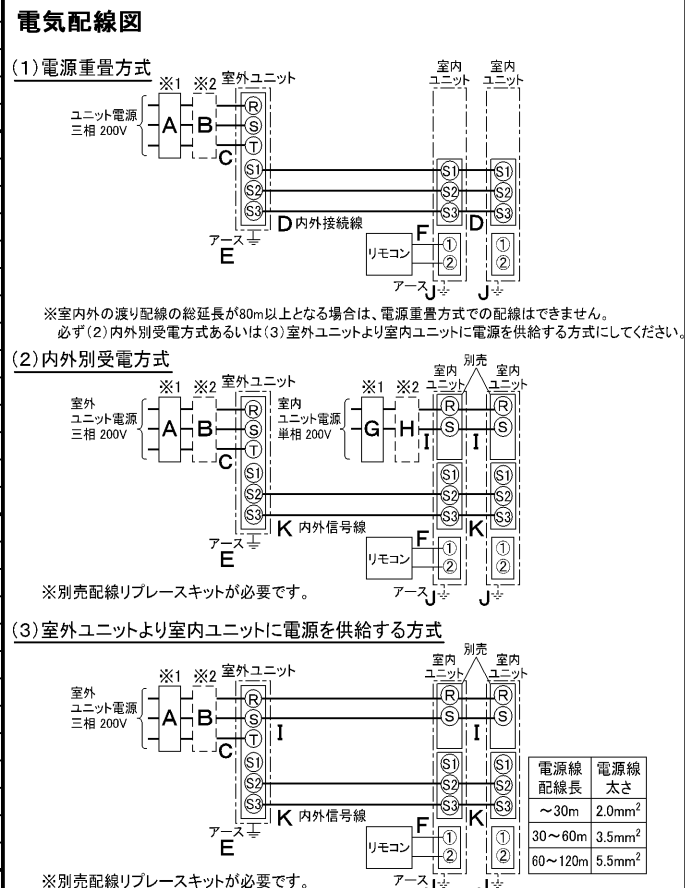 電気配線図
(1)電源重畳方式
※1 ※2 室外ユニット
室内
ユニット
室内
ユニット
ユニット電源
三相 200V
A B C
R
S
T
S1
S2
S3
D 内外接続線
アース
E
S1
S2
S3
D
S1
S2
S3
F
リモコン
①
②
①
②
アース J J
※室内外の渡り配線の総延長が80m以上となる場合は、電源重畳方式での配線はできません。
必ず(2)内外別受電方式あるいは(3)室外ユニットより室内ユニットに電源を供給する方式にしてください。
(2)内外別受電方式
※1 ※2 室外ユニット
室外
ユニット電源
三相 200V
A B C
R
S
T
S1
S2
S3
K 内外信号線
アース
E
※1 ※2
室内
ユニット電源
単相 200V
G H I I
別売
室内
ユニット
室内
ユニット
R
S
S1
S2
S3
K
R
S
S1
S2
S3
F
リモコン
①
②
①
②
アース J J
※別売配線リプレースキットが必要です。
(3)室外ユニットより室内ユニットに電源を供給する方式
※1 ※2 室外ユニット
室外
ユニット電源
三相 200V
A B C
R
S
T
S1
S2
S3
I
K 内外信号線
アース
E
別売
室内
ユニット
室内
ユニット
R
S
I
S1
S2
S3
K
R
S
S1
S2
S3
F
リモコン
①
②
①
②
アース J J
※別売配線リプレースキットが必要です。
電源線
配線長
電源線
太さ
～30m 2.0mm²
30～60m 3.5mm²
60～120m 5.5mm²